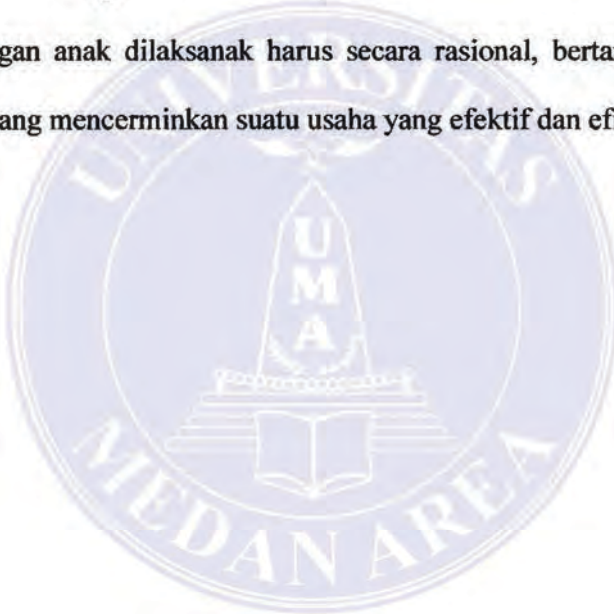 gan anak dilaksanak harus secara rasional, berta
ang mencerminkan suatu usaha yang efektif dan ef
UNIVERSITAS
UMA
MEDAN AREA